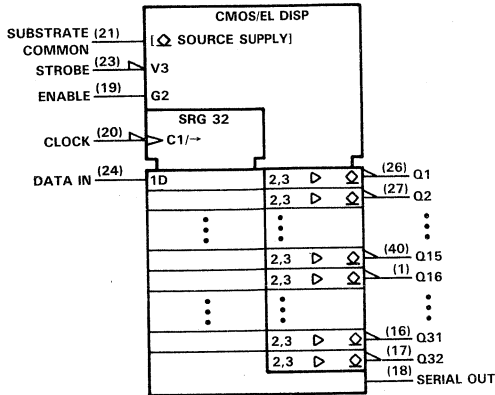 CMOS/EL DISP
SUBSTRATE COMMON (21) [◇ SOURCE SUPPLY]
STROBE (23) V3
ENABLE (19) G2
SRG 32
CLOCK (20) C1/→
DATA IN (24) 1D 2,3 ▷ ◇ (26) Q1
2,3 ▷ ◇ (27) Q2
2,3 ▷ ◇ (40) Q15
2,3 ▷ ◇ (1) Q16
2,3 ▷ ◇ (16) Q31
2,3 ▷ ◇ (17) Q32
(18) SERIAL OUT